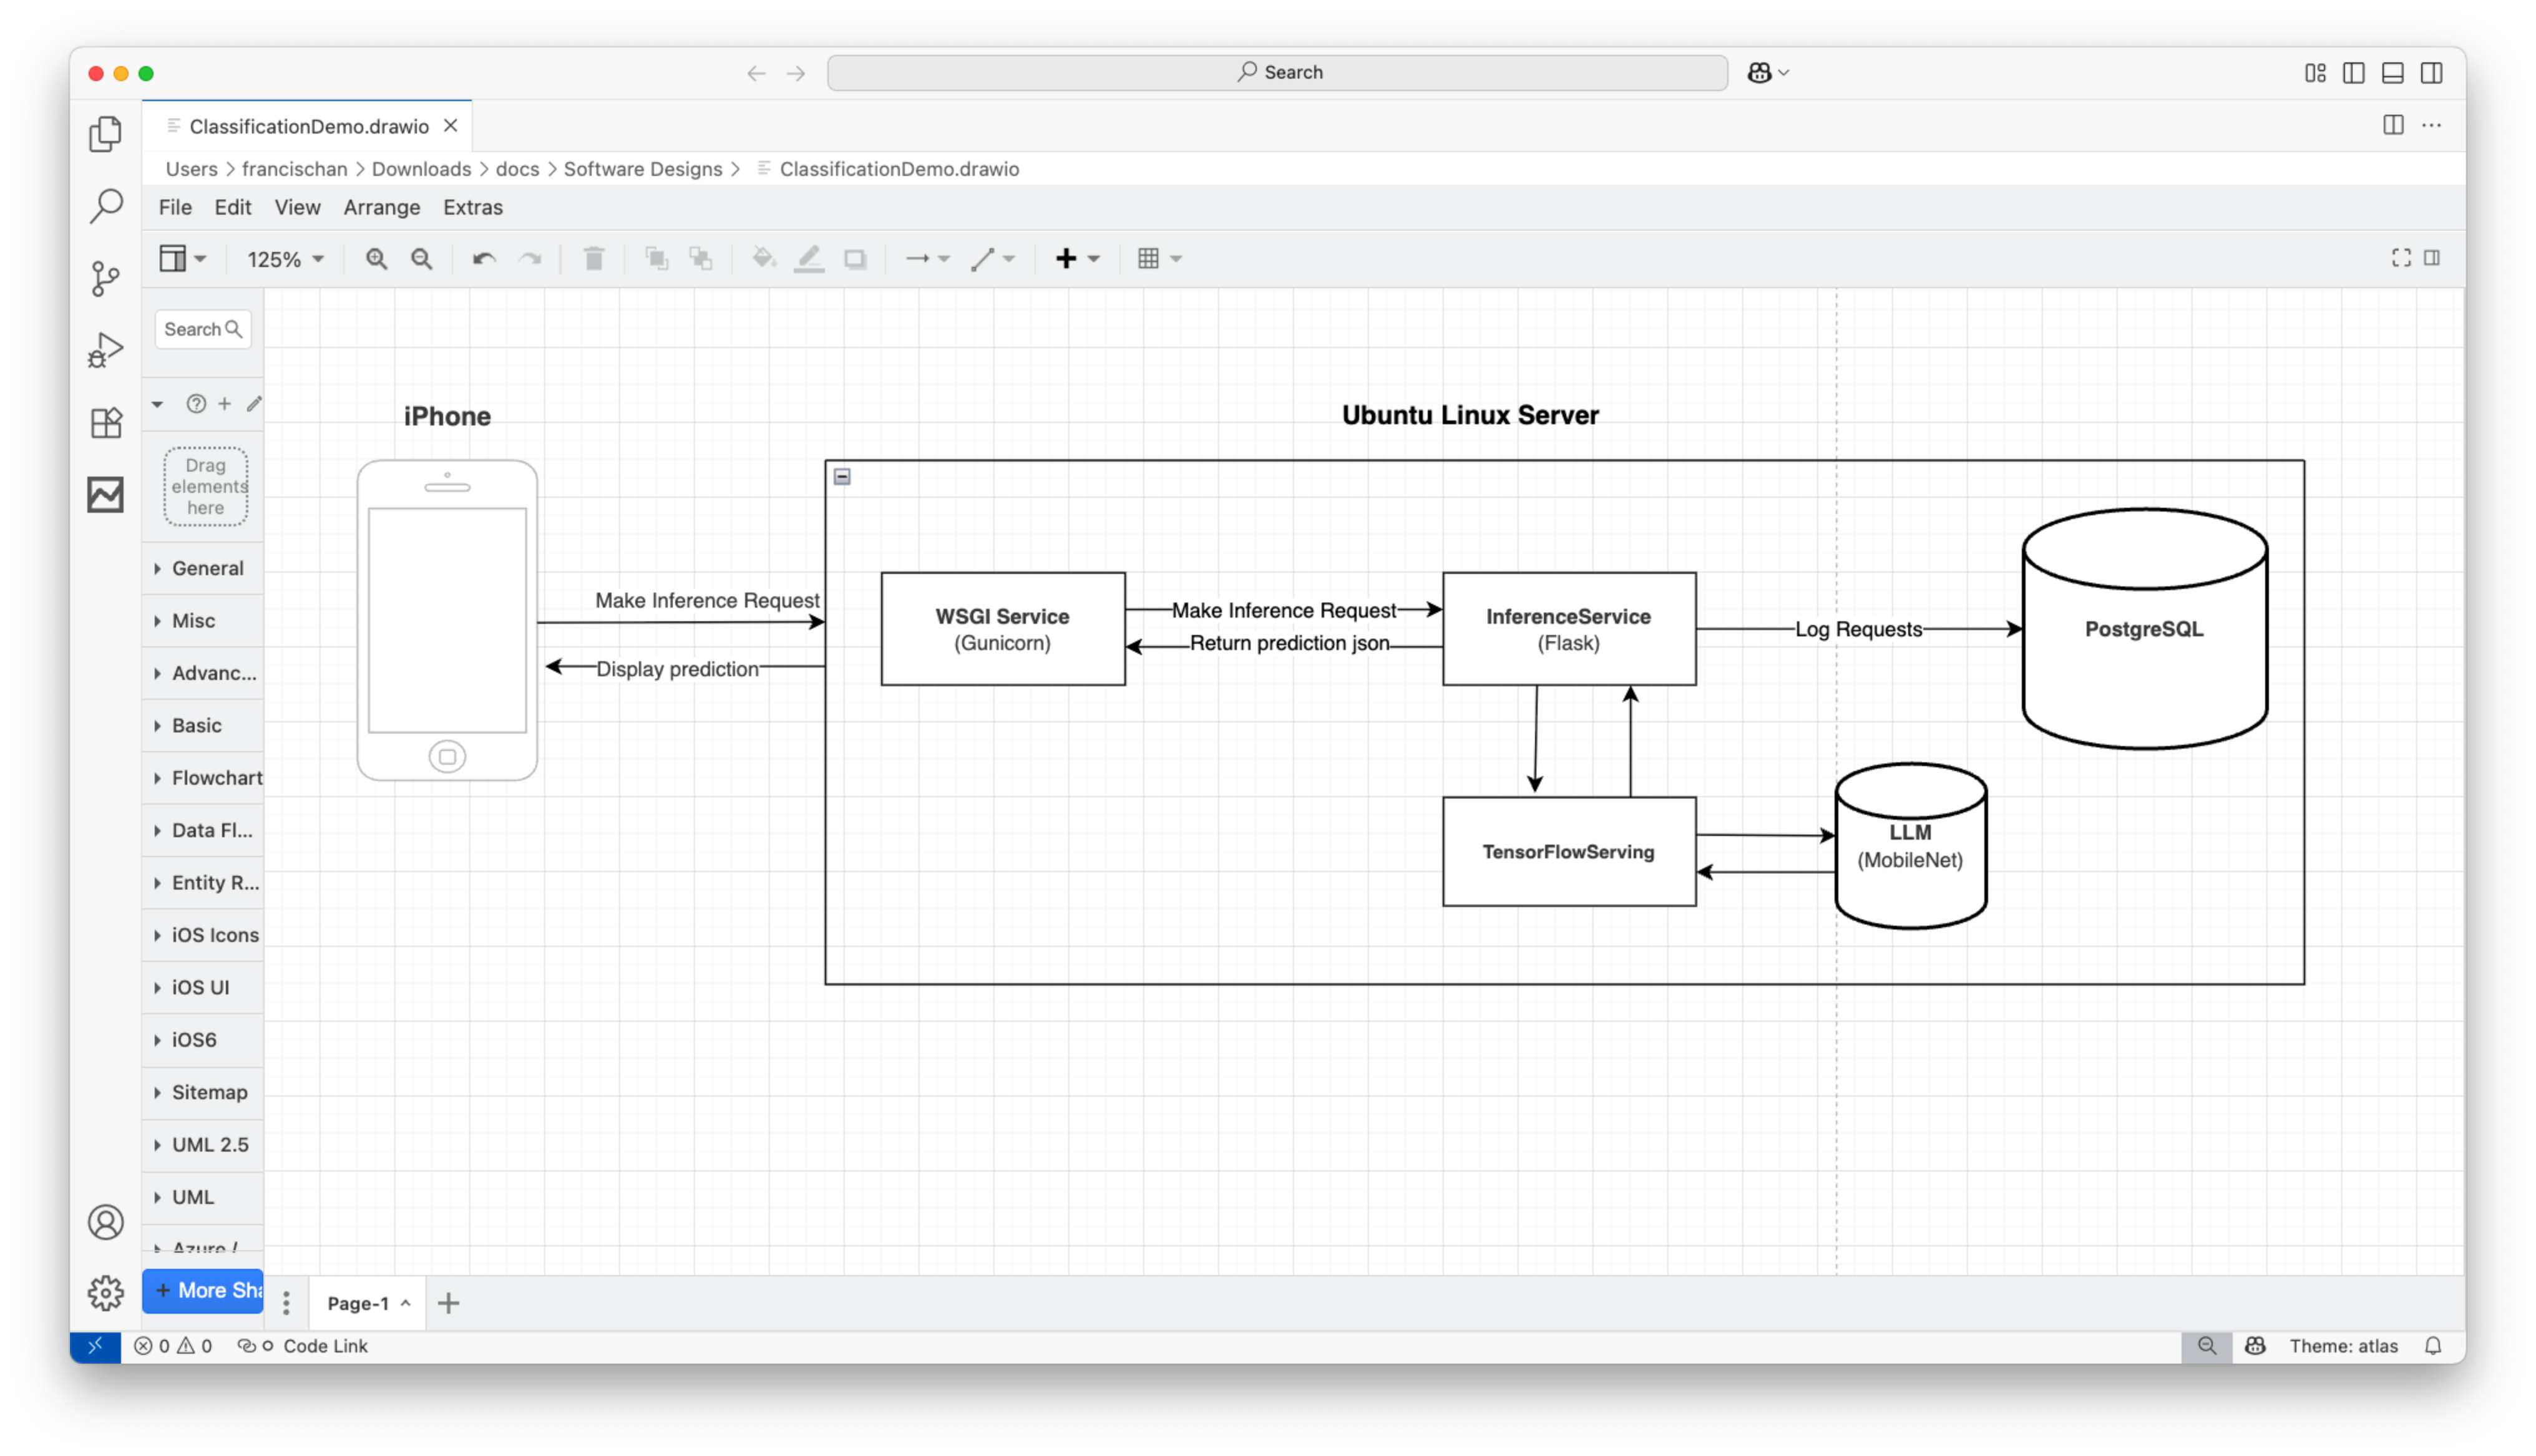 Search
ClassificationDemo.drawio
Users > francischan > Downloads > docs > Software Designs > ClassificationDemo.drawio
File Edit View Arrange Extras
125%
Search
Drag
elements
here
General
Misc
Advanc...
Basic
Flowchart
Data Fl...
Entity R...
iOS Icons
iOS UI
iOS6
Sitemap
UML 2.5
UML
Azure /
+ More Sha
iPhone
Make Inference Request
Display prediction
Ubuntu Linux Server
WSGI Service
(Gunicorn)
Make Inference Request
Return prediction json
InferenceService
(Flask)
Log Requests
PostgreSQL
TensorFlowServing
LLM
(MobileNet)
Page-1
0 0 Code Link
Theme: atlas